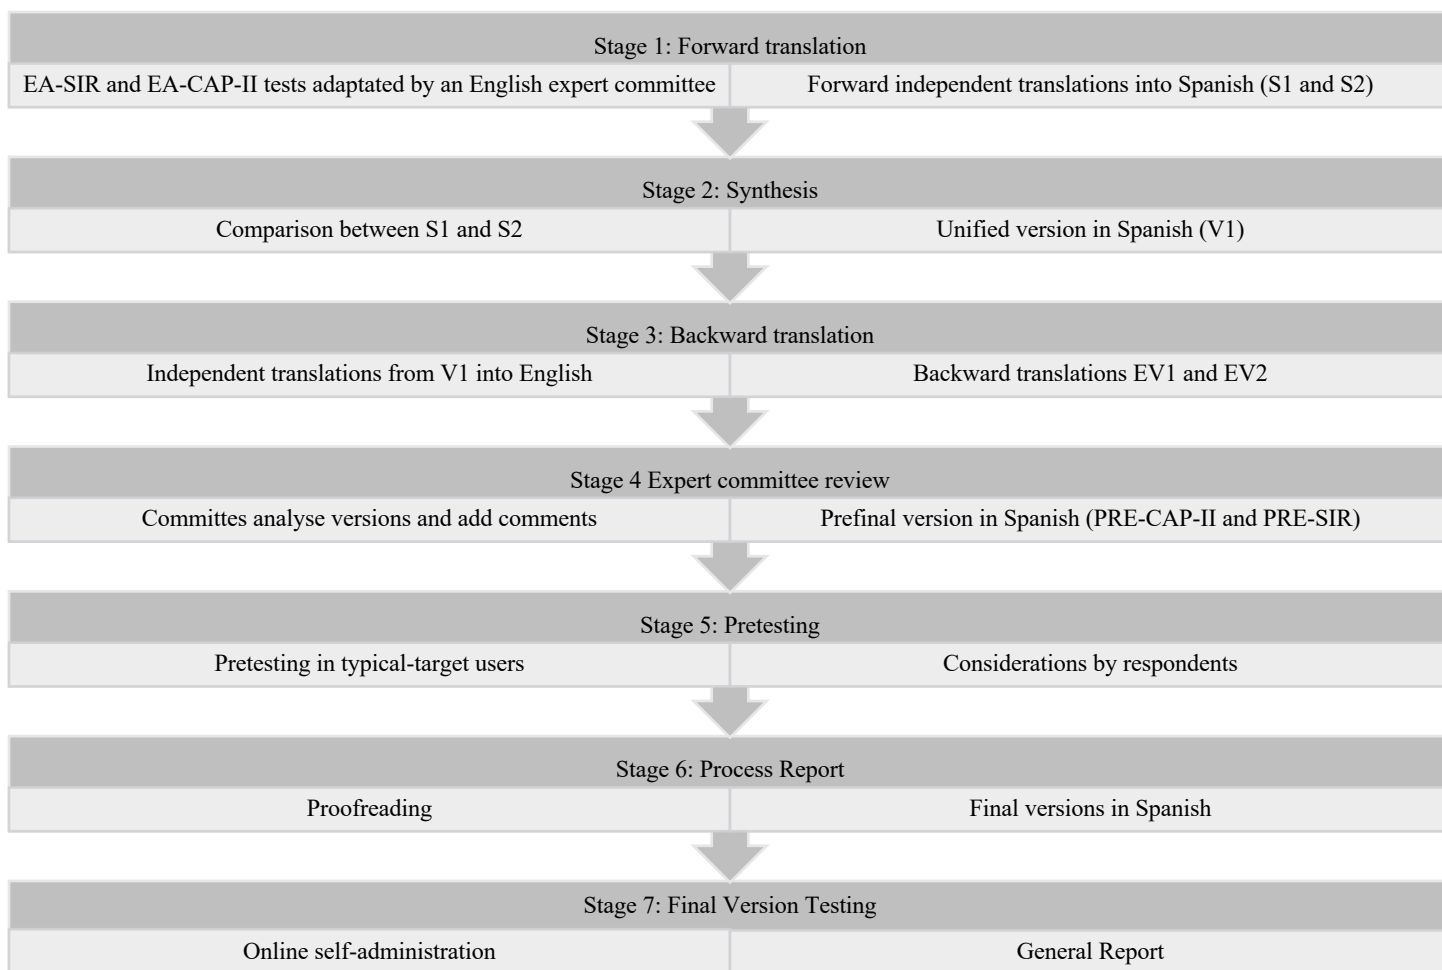 Stage 1: Forward translation
EA-SIR and EA-CAP-II tests adaptated by an English expert committee
Forward independent translations into Spanish (S1 and S2)
Stage 2: Synthesis
Comparison between S1 and S2
Unified version in Spanish (V1)
Stage 3: Backward translation
Independent translations from V1 into English
Backward translations EV1 and EV2
Stage 4 Expert committee review
Committes analyse versions and add comments
Prefinal version in Spanish (PRE-CAP-II and PRE-SIR)
Stage 5: Pretesting
Pretesting in typical-target users
Considerations by respondents
Stage 6: Process Report
Proofreading
Final versions in Spanish
Stage 7: Final Version Testing
Online self-administration
General Report